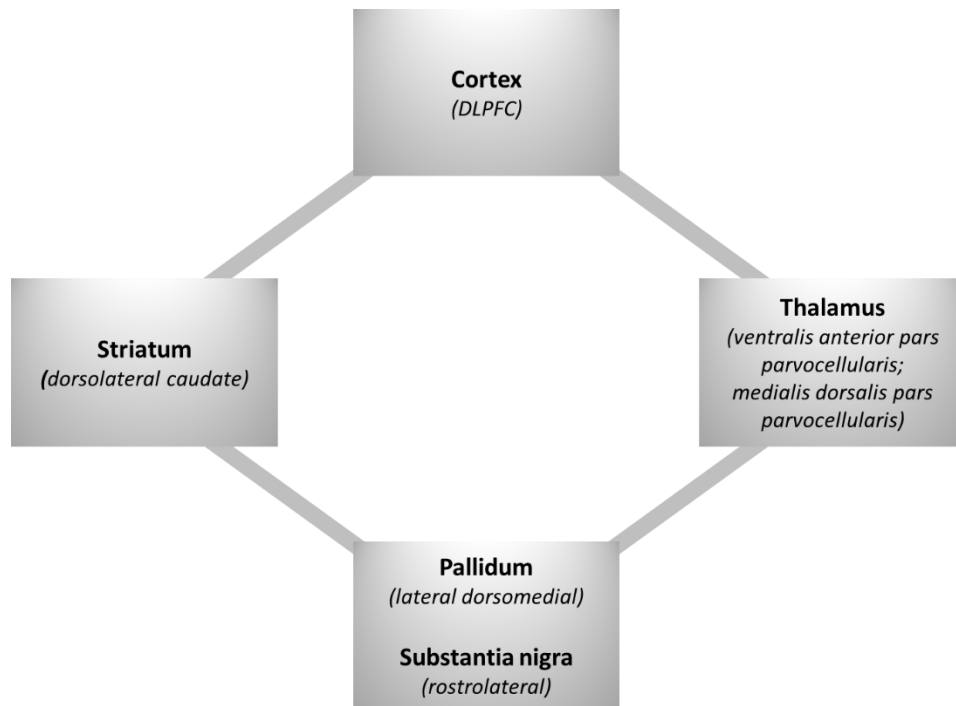 Cortex
(DLPFC)
Striatum
(dorsolateral caudate)
Thalamus
(ventralis anterior pars
parvocellularis;
medialis dorsalis pars
parvocellularis)
Pallidum
(lateral dorsomedial)
Substantia nigra
(rostrolateral)